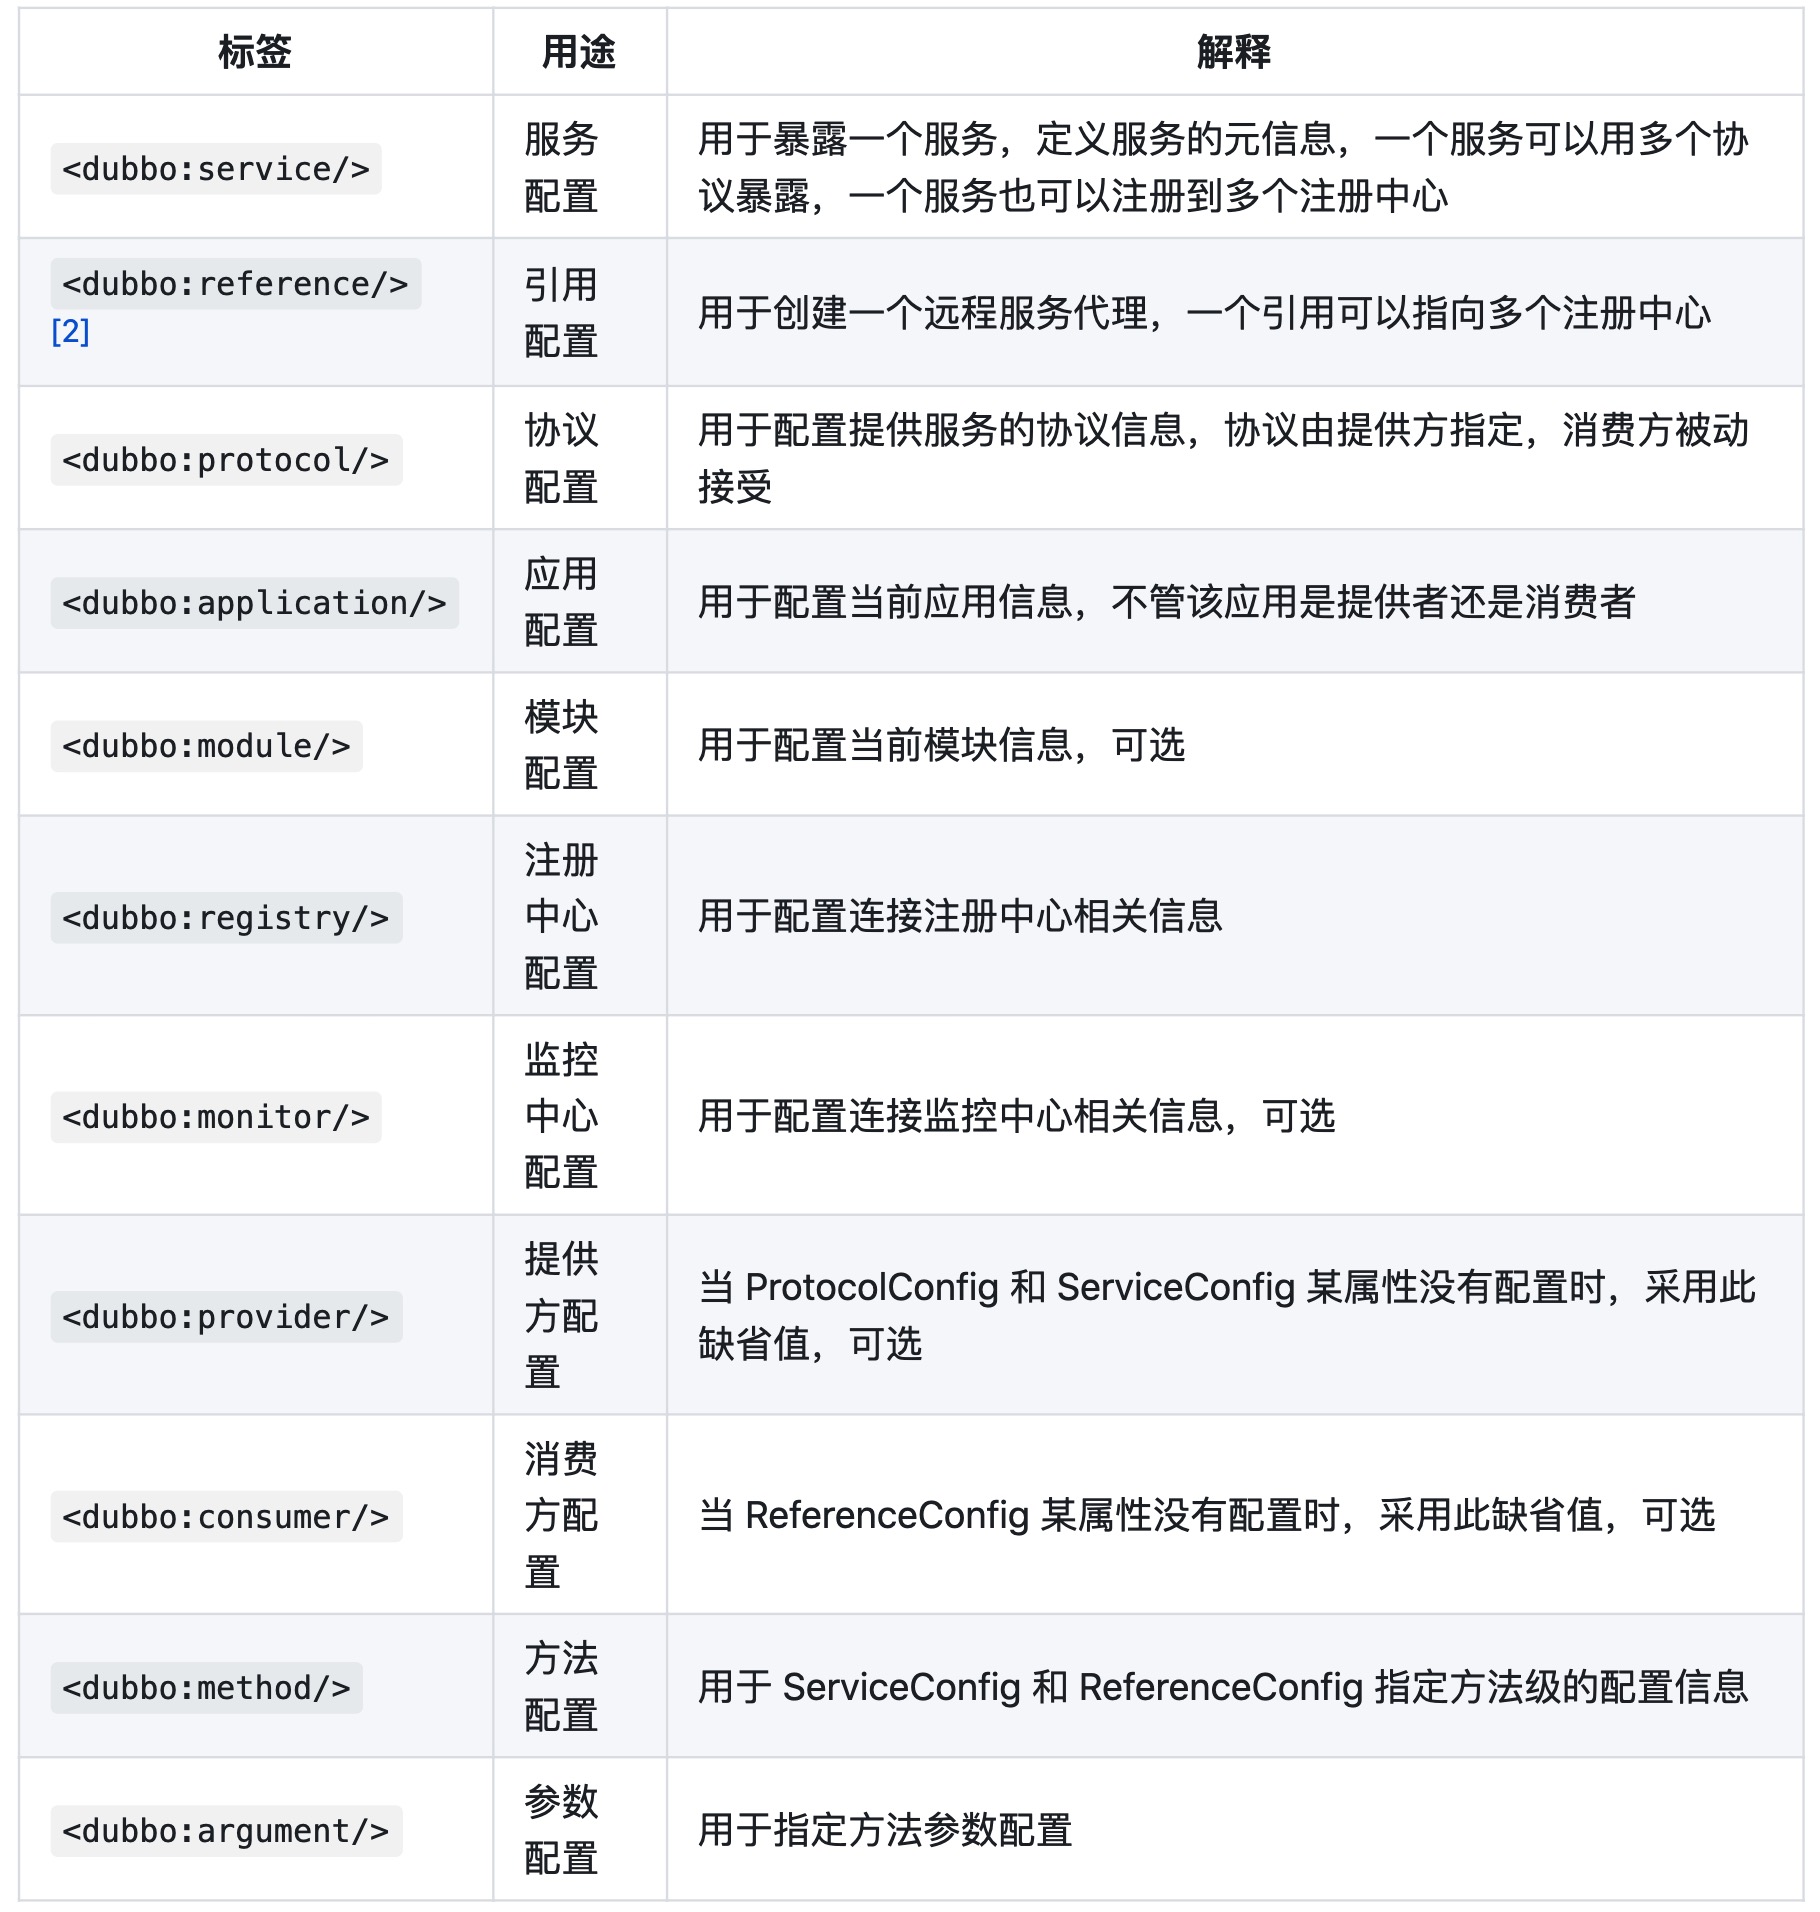 标签 用途 解释
<dubbo:service/>
服务
配置
用于暴露一个服务，定义服务的元信息，一个服务可以用多个协
议暴露，一个服务也可以注册到多个注册中心
<dubbo:reference/>
[2]
引用
配置
用于创建一个远程服务代理，一个引用可以指向多个注册中心
<dubbo:protocol/>
协议
配置
用于配置提供服务的协议信息，协议由提供方指定，消费方被动
接受
<dubbo:application/>
应用
配置
用于配置当前应用信息，不管该应用是提供者还是消费者
<dubbo:module/>
模块
配置
用于配置当前模块信息，可选
<dubbo:registry/>
注册
中心
配置
用于配置连接注册中心相关信息
<dubbo:monitor/>
监控
中心
配置
用于配置连接监控中心相关信息，可选
<dubbo:provider/>
提供
方配
置
当 ProtocolConfig 和 ServiceConfig 某属性没有配置时，采用此
缺省值，可选
<dubbo:consumer/>
消费
方配
置
当 ReferenceConfig 某属性没有配置时，采用此缺省值，可选
<dubbo:method/>
方法
配置
用于 ServiceConfig 和 ReferenceConfig 指定方法级的配置信息
<dubbo:argument/>
参数
配置
用于指定方法参数配置